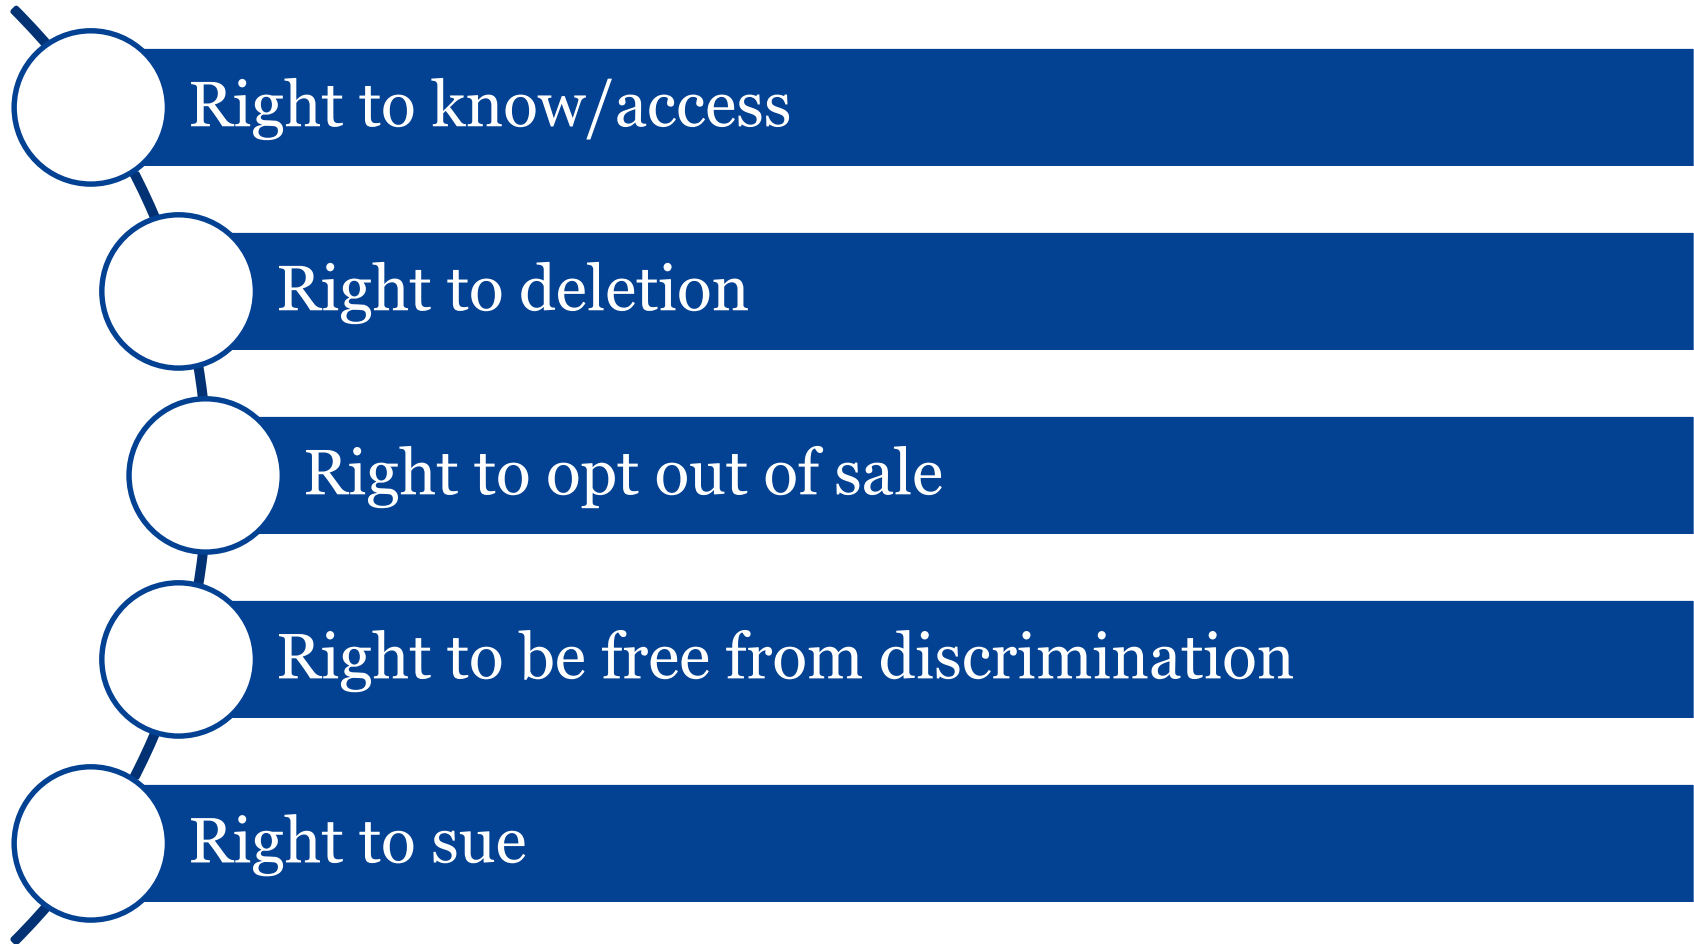 Right to know/access
Right to deletion
Right to opt out of sale
Right to be free from discrimination
Right to sue